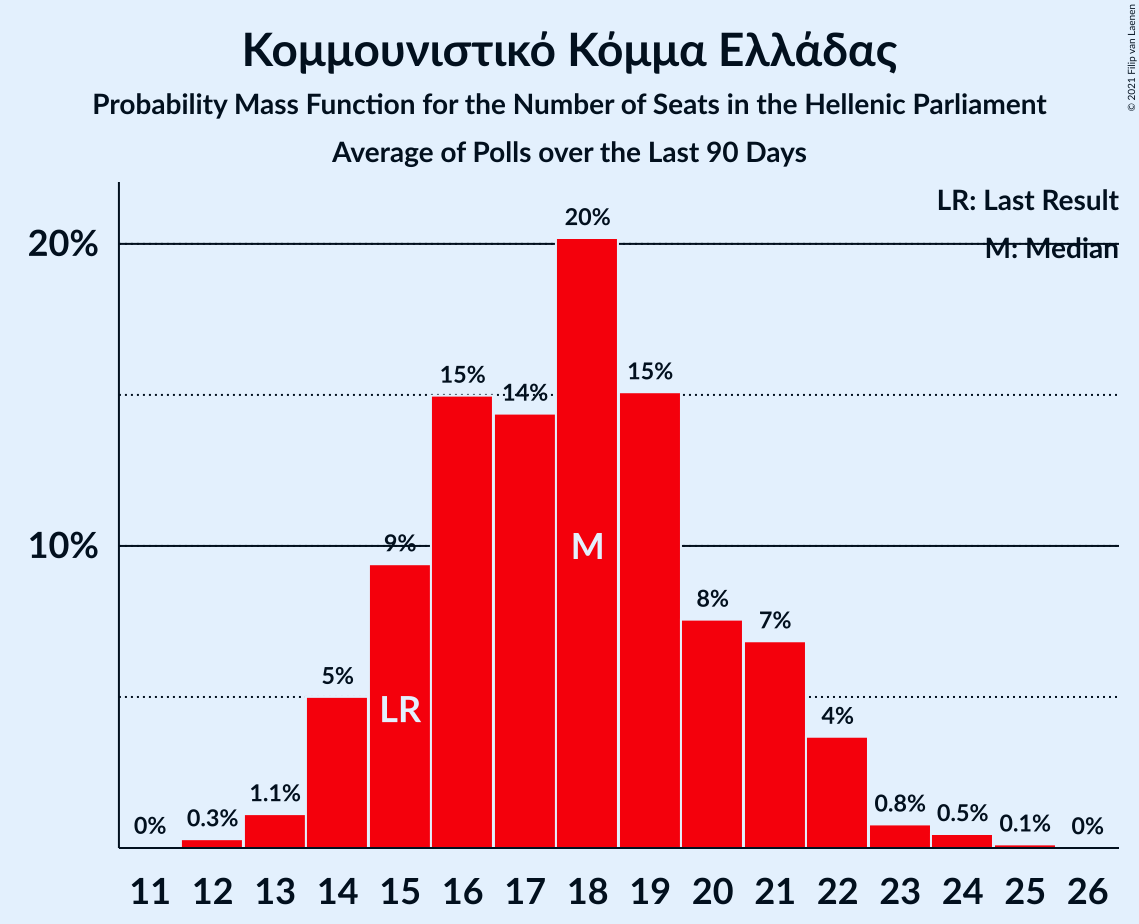 Κομμουνιστικό Κόμμα Ελλάδας
Probability Mass Function for the Number of Seats in the Hellenic Parliament
Average of Polls over the Last 90 Days
© 2021 Filip van Laenen
LR: Last Result
M: Median
20%
10%
0%
0.3%
1.1%
5%
9%
15%
14%
20%
15%
8%
7%
4%
0.8%
0.5%
0.1%
0%
LR
M
11 12 13 14 15 16 17 18 19 20 21 22 23 24 25 26